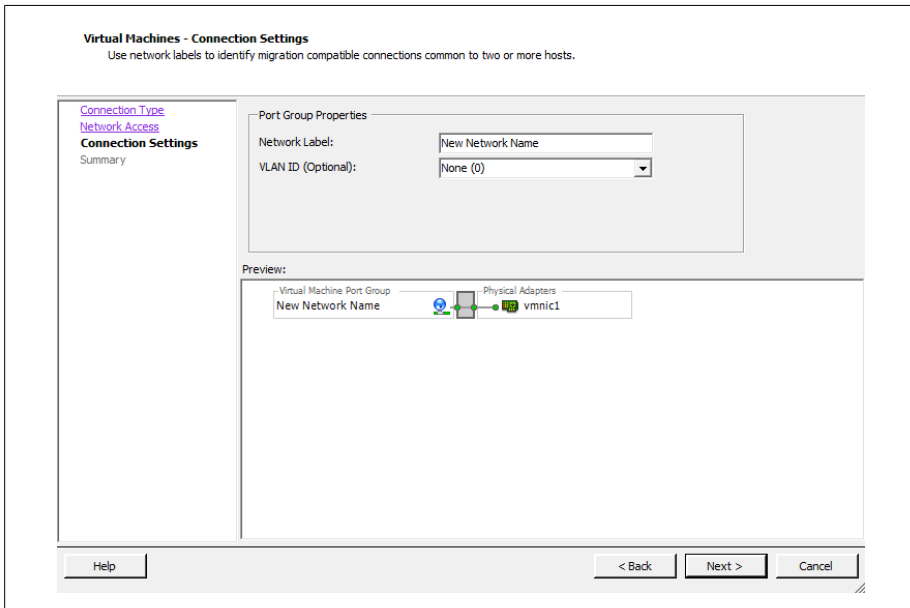 Virtual Machines - Connection Settings
Use network labels to identify migration compatible connections common to two or more hosts.
Connection Type
Network Access
Connection Settings
Summary
Port Group Properties
Network Label:
New Network Name
VLAN ID (Optional):
None (0)
Preview:
Virtual Machine Port Group
New Network Name
Physical Adapters
vmnic1
Help
< Back
Next >
Cancel